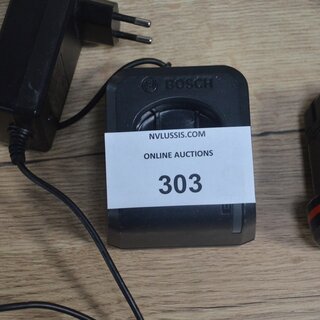 BOSCH
NVLUSSIS.COM
ONLINE AUCTIONS
303